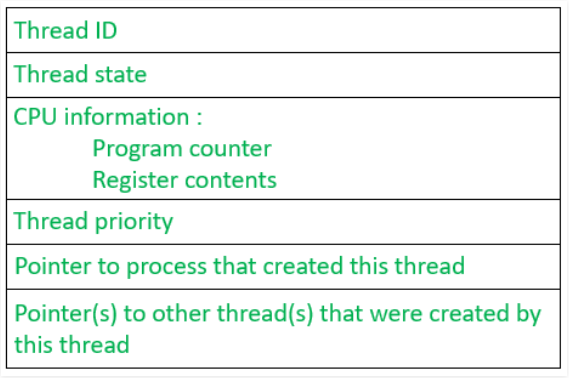 Thread ID
Thread state
CPU information :
Program counter
Register contents
Thread priority
Pointer to process that created this thread
Pointer(s) to other thread(s) that were created by
this thread